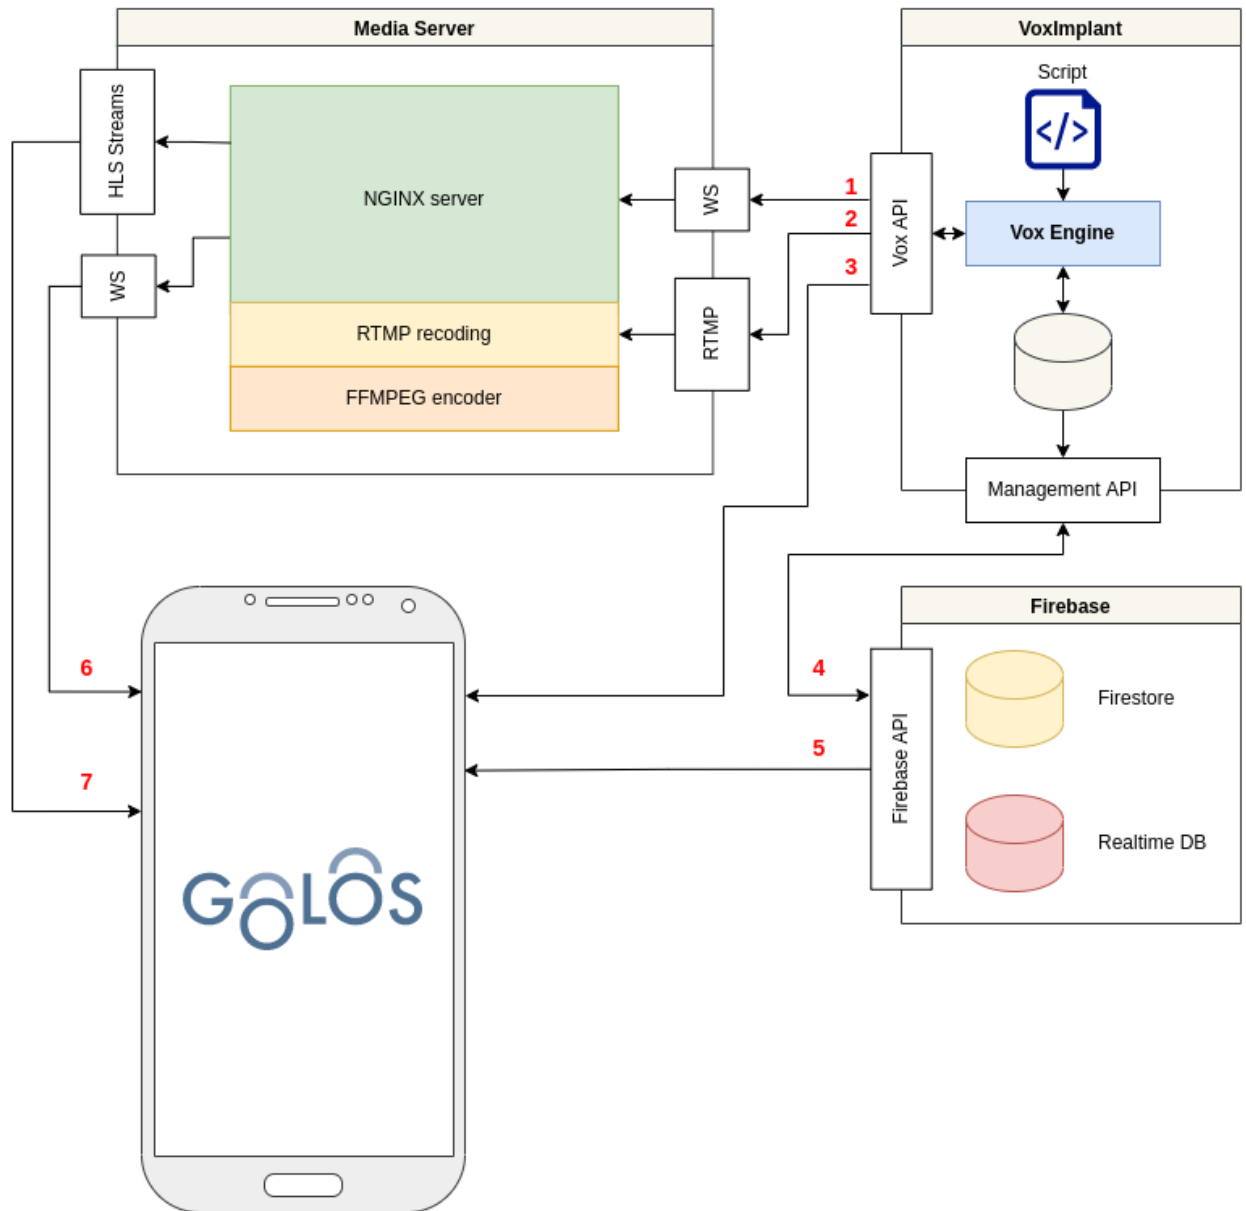 Media Server
HLS Streams
WS
NGINX server
RTMP recoding
FFMPEG encoder
WS
RTMP
1
2
3
VoxImplant
Script
</>
Vox API
Vox Engine
Management API
Firebase
Firebase API
Firestore
Realtime DB
4
5
6
7
GOLOS